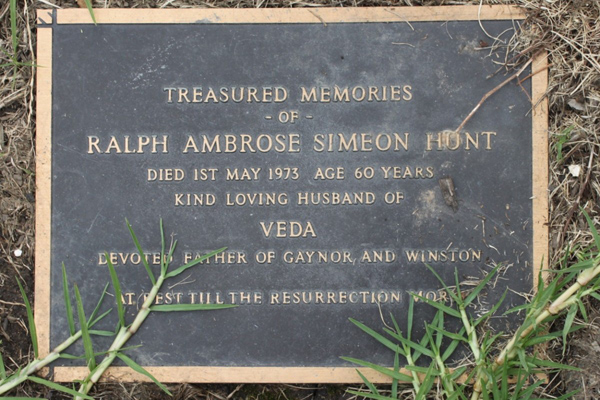 TREASURED MEMORIES
- OF -
RALPH AMBROSE SIMEON HUNT
DIED 1ST MAY 1973 AGE 60 YEARS
KIND LOVING HUSBAND OF
VEDA
DEVOTED FATHER OF GAYNOR AND WINSTON
AT REST TILL THE RESURRECTION MORN